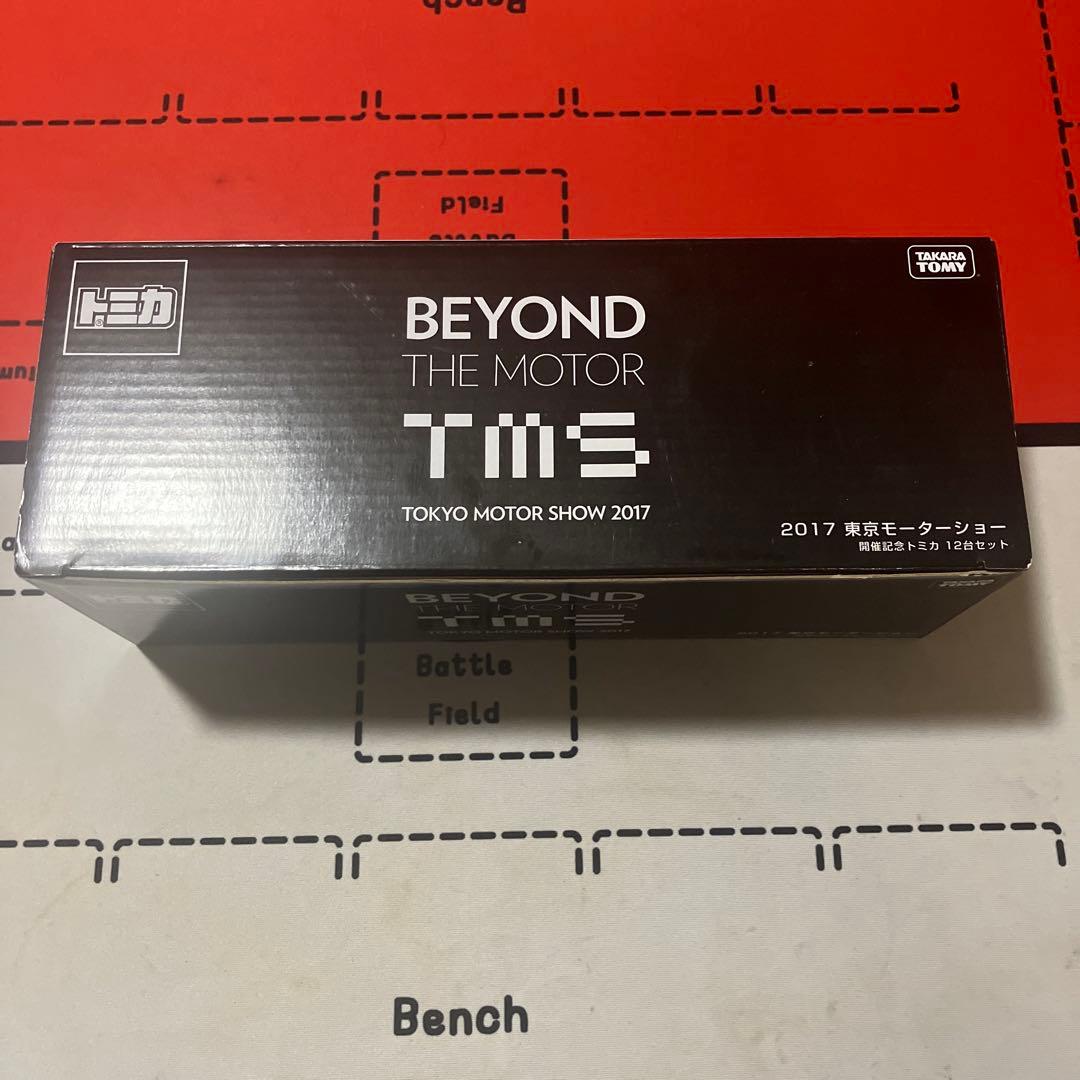 Bench
Field
Battle
トミカ
TAKARA
TOMY
BEYOND
THE MOTOR
TMS
TOKYO MOTOR SHOW 2017
2017 東京モーターショー
開催記念トミカ 12台セット
BEYOND
THE MOTOR
TMS
TOKYO MOTOR SHOW 2017
Battle
Field
Bench